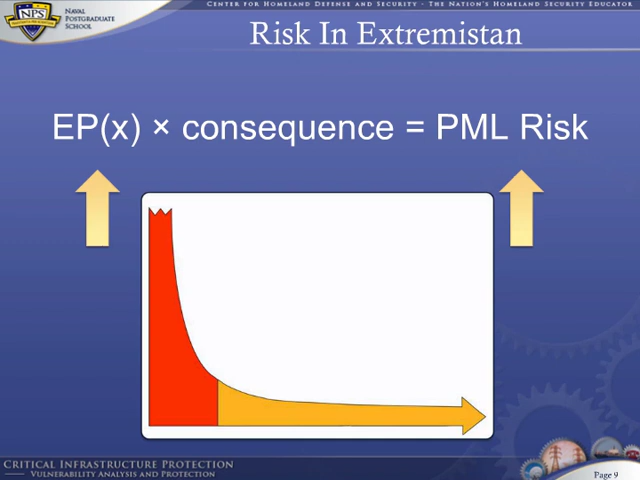 CENTER FOR HOMELAND DEFENSE AND SECURITY - THE NATION'S HOMELAND SECURITY EDUCATOR
NPS
NAVAL
POSTGRADUATE
SCHOOL
Risk In Extremistan
EP(x) × consequence = PML Risk
CRITICAL INFRASTRUCTURE PROTECTION
VULNERABILITY ANALYSIS AND PROTECTION
Page 9